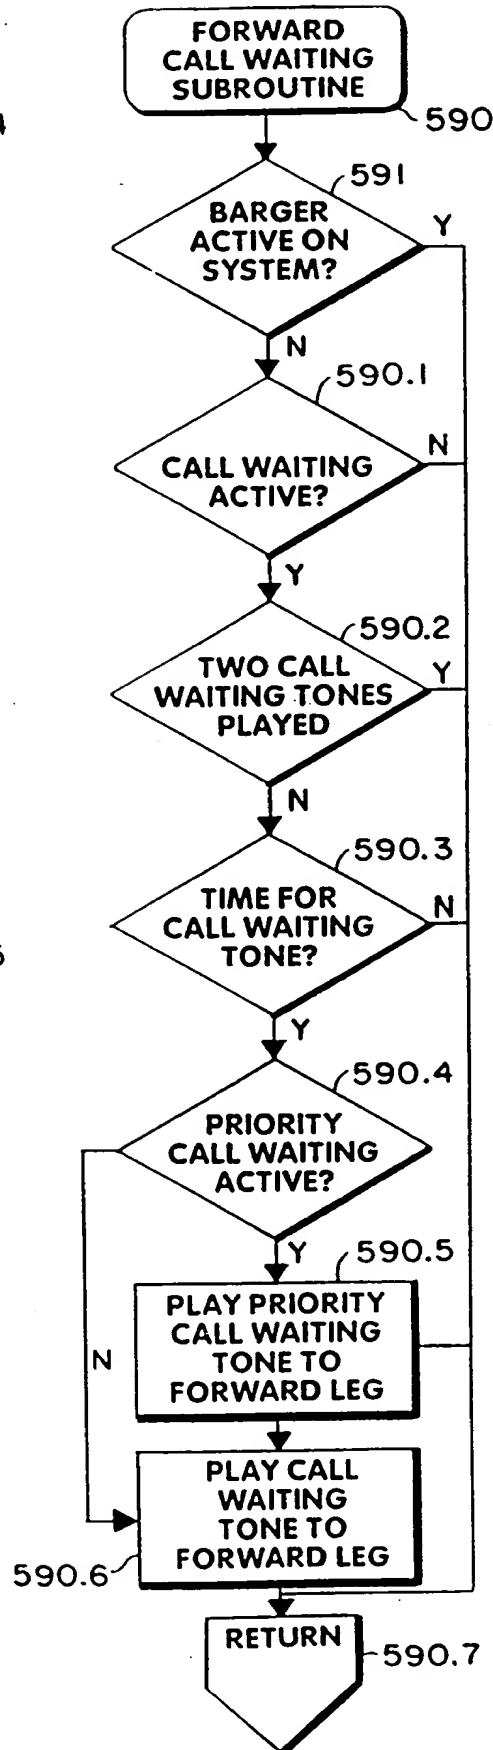 FORWARD
CALL WAITING
SUBROUTINE
590
591
BARGER
ACTIVE ON
SYSTEM?
Y
N
590.1
CALL WAITING
ACTIVE?
N
Y
590.2
TWO CALL
WAITING TONES
PLAYED
Y
N
590.3
TIME FOR
CALL WAITING
TONE?
N
Y
590.4
PRIORITY
CALL WAITING
ACTIVE?
Y
590.5
PLAY PRIORITY
CALL WAITING
TONE TO
FORWARD LEG
N
PLAY CALL
WAITING
TONE TO
FORWARD LEG
590.6
RETURN
590.7